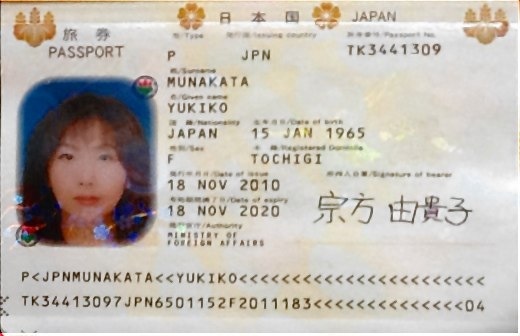 日本国 JAPAN
旅券
PASSPORT
型/Type 発行国/Issuing country 旅券番号/Passport No.
P JPN TK3441309
姓/Surname
MUNAKATA
名/Given name
YUKIKO
国籍/Nationality 生年月日/Date of birth
JAPAN 15 JAN 1965
性別/Sex 本籍/Registered Domicile
F TOCHIGI
発行年月日/Date of issue 所持人自署/Signature of bearer
18 NOV 2010
宗方 由貴子
有効期間満了日/Date of expiry
18 NOV 2020
発行官庁/Authority
MINISTRY OF
FOREIGN AFFAIRS
P<JPNMUNAKATA<<YUKIKO<<<<<<<<<<<<<<<<<<<<<<<
TK34413097JPN6501152F2011183<<<<<<<<<<<<<<04